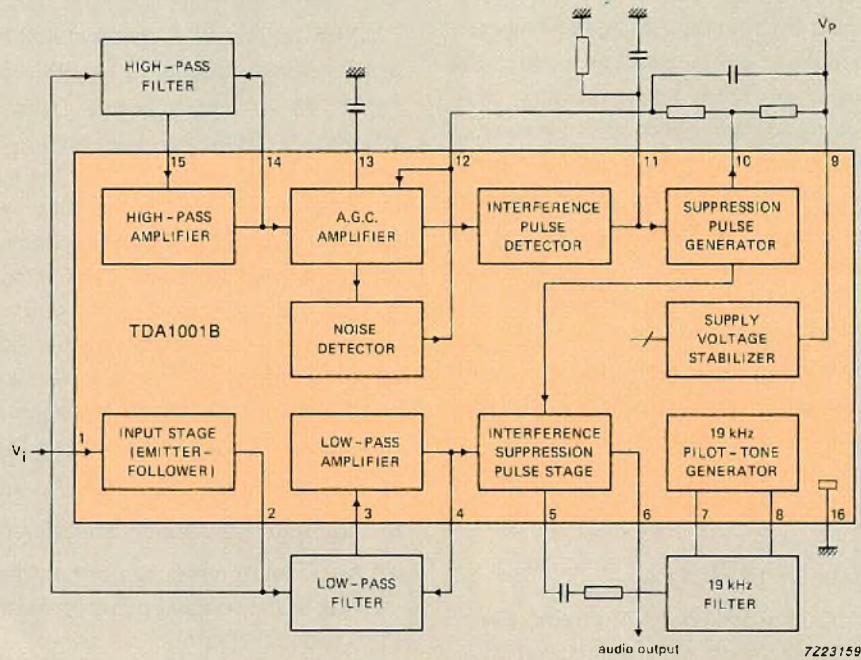 Vp
HIGH-PASS
FILTER
15
14
13
12
11
10
9
HIGH-PASS
AMPLIFIER
A.G.C.
AMPLIFIER
INTERFERENCE
PULSE
DETECTOR
SUPPRESSION
PULSE
GENERATOR
TDA1001B
NOISE
DETECTOR
SUPPLY
VOLTAGE
STABILIZER
Vi
1
INPUT STAGE
(EMITTER-
FOLLOWER)
LOW-PASS
AMPLIFIER
INTERFERENCE
SUPPRESSION
PULSE STAGE
19 kHz
PILOT-TONE
GENERATOR
2
3
4
5
6
7
8
16
LOW-PASS
FILTER
19 kHz
FILTER
audio output
7Z23159